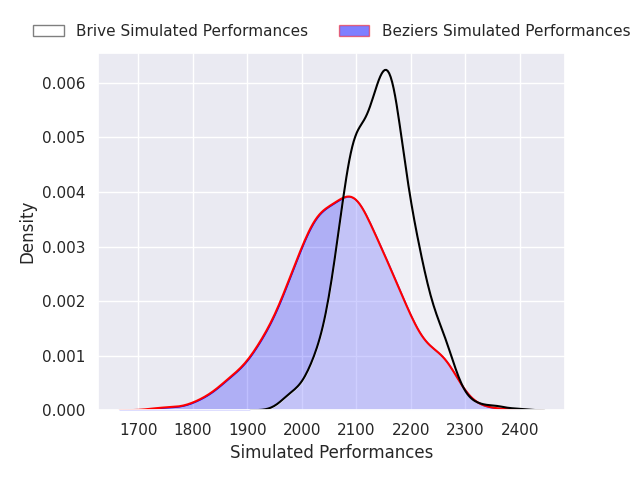 Brive Simulated Performances
Beziers Simulated Performances
0.006
0.005
0.004
0.003
0.002
0.001
0.000
Density
1700 1800 1900 2000 2100 2200 2300 2400
Simulated Performances